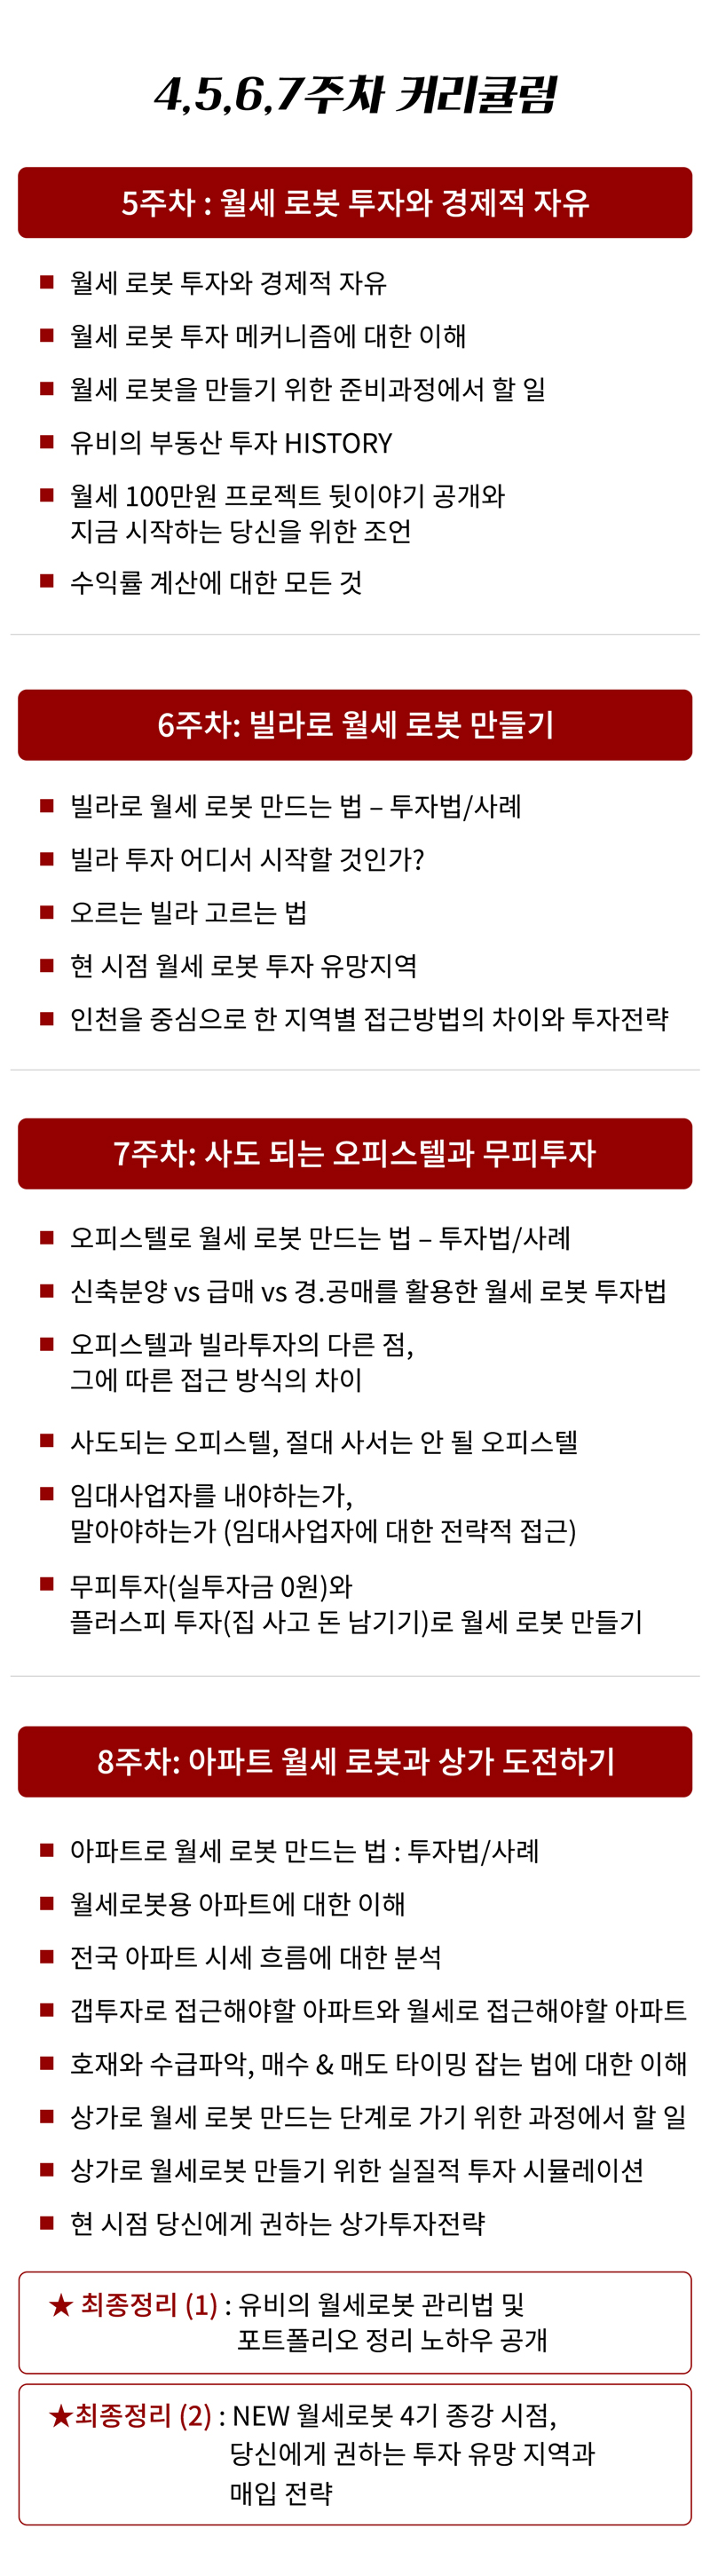 4,5,6,7주차 커리큘럼
5주차 : 월세 로봇 투자와 경제적 자유
■ 월세 로봇 투자와 경제적 자유
■ 월세 로봇 투자 메커니즘에 대한 이해
■ 월세 로봇을 만들기 위한 준비과정에서 할 일
■ 유비의 부동산 투자 HISTORY
■ 월세 100만원 프로젝트 뒷이야기 공개와
지금 시작하는 당신을 위한 조언
■ 수익률 계산에 대한 모든 것
6주차: 빌라로 월세 로봇 만들기
■ 빌라로 월세 로봇 만드는 법 – 투자법/사례
■ 빌라 투자 어디서 시작할 것인가?
■ 오르는 빌라 고르는 법
■ 현 시점 월세 로봇 투자 유망지역
■ 인천을 중심으로 한 지역별 접근방법의 차이와 투자전략
7주차: 사도 되는 오피스텔과 무피투자
■ 오피스텔로 월세 로봇 만드는 법 – 투자법/사례
■ 신축분양 vs 급매 vs 경.공매를 활용한 월세 로봇 투자법
■ 오피스텔과 빌라투자의 다른 점,
그에 따른 접근 방식의 차이
■ 사도되는 오피스텔, 절대 사서는 안 될 오피스텔
■ 임대사업자를 내야하는가,
말아야하는가 (임대사업자에 대한 전략적 접근)
■ 무피투자(실투자금 0원)와
플러스피 투자(집 사고 돈 남기기)로 월세 로봇 만들기
8주차: 아파트 월세 로봇과 상가 도전하기
■ 아파트로 월세 로봇 만드는 법 : 투자법/사례
■ 월세로봇용 아파트에 대한 이해
■ 전국 아파트 시세 흐름에 대한 분석
■ 갭투자로 접근해야할 아파트와 월세로 접근해야할 아파트
■ 호재와 수급파악, 매수 & 매도 타이밍 잡는 법에 대한 이해
■ 상가로 월세 로봇 만드는 단계로 가기 위한 과정에서 할 일
■ 상가로 월세로봇 만들기 위한 실질적 투자 시뮬레이션
■ 현 시점 당신에게 권하는 상가투자전략
★ 최종정리 (1) : 유비의 월세로봇 관리법 및
포트폴리오 정리 노하우 공개
★최종정리 (2) : NEW 월세로봇 4기 종강 시점,
당신에게 권하는 투자 유망 지역과
매입 전략